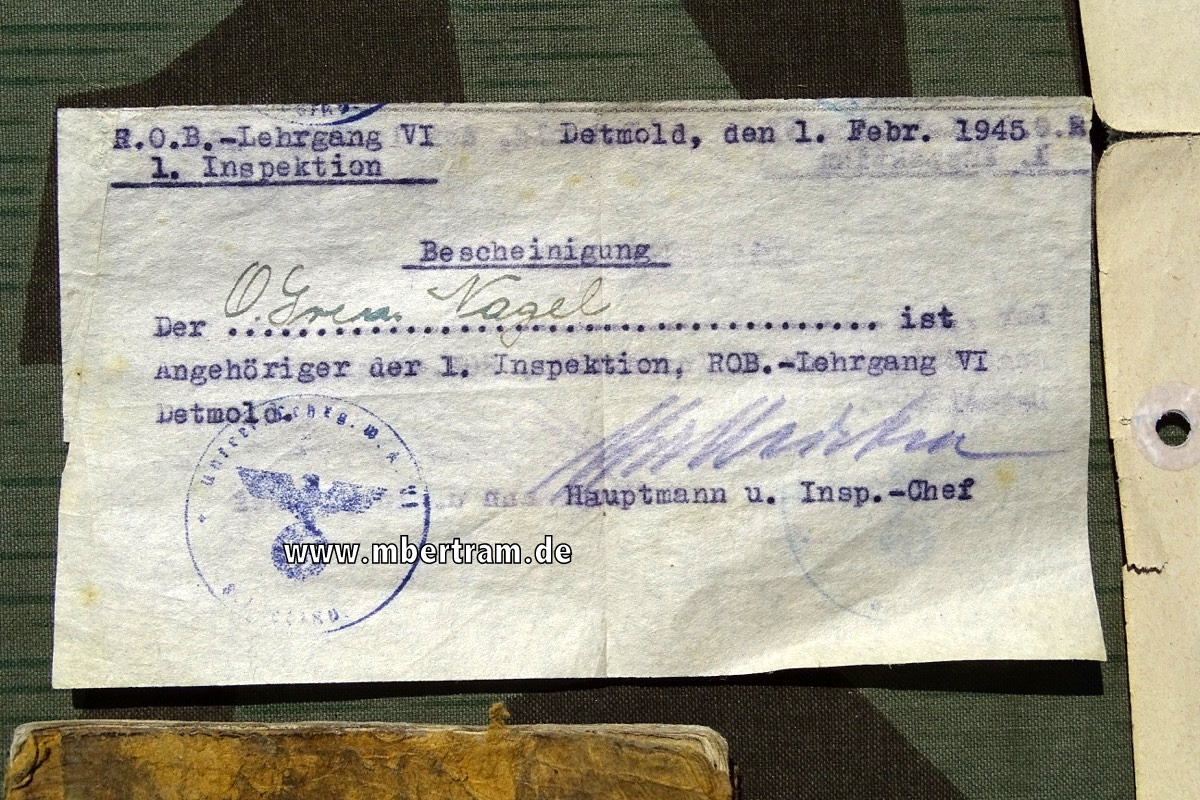 R.O.B.-Lehrgang VI Detmold, den 1. Febr. 1945
1. Inspektion
Bescheinigung
O. Gren. Nagel
Der ........................................ ist
Angehöriger der 1. Inspektion, ROB.-Lehrgang VI
Detmold.
Hauptmann u. Insp.-Chef
www.mbertram.de